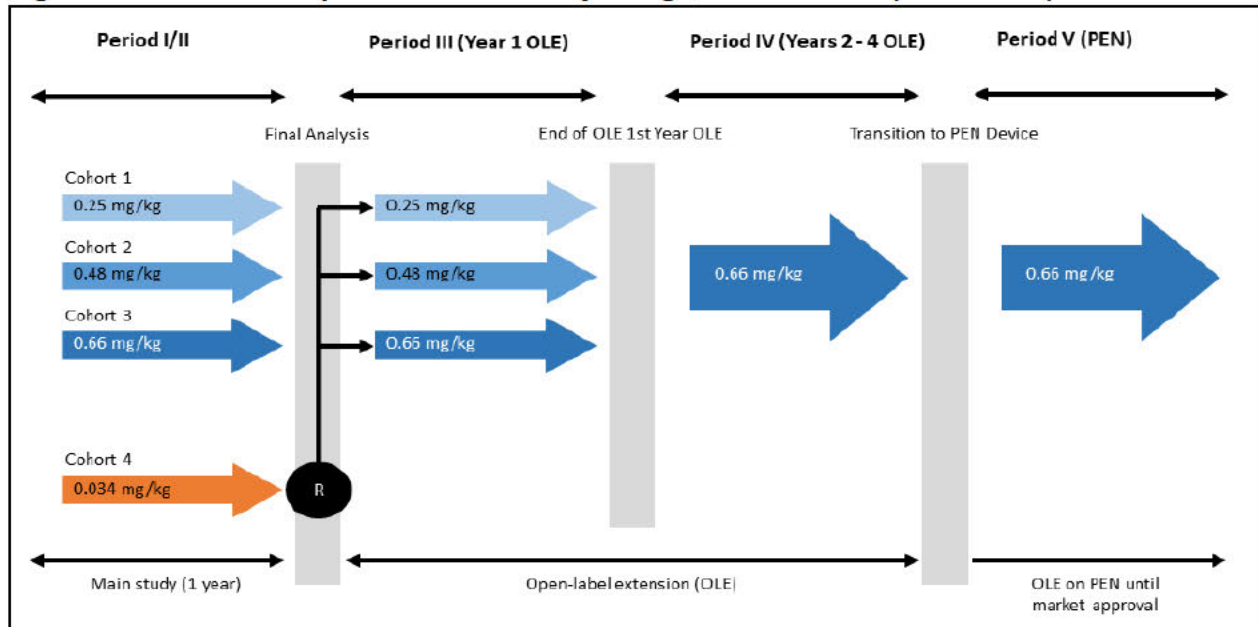 Period I/II
Period III (Year 1 OLE)
Period IV (Years 2 - 4 OLE)
Period V (PEN)
Final Analysis
End of OLE 1st Year OLE
Transition to PEN Device
Cohort 1
0.25 mg/kg
0.25 mg/kg
Cohort 2
0.48 mg/kg
0.48 mg/kg
0.66 mg/kg
0.66 mg/kg
Cohort 3
0.66 mg/kg
0.66 mg/kg
Cohort 4
0.034 mg/kg
R
Main study (1 year)
Open-label extension (OLE)
OLE on PEN until
market approval